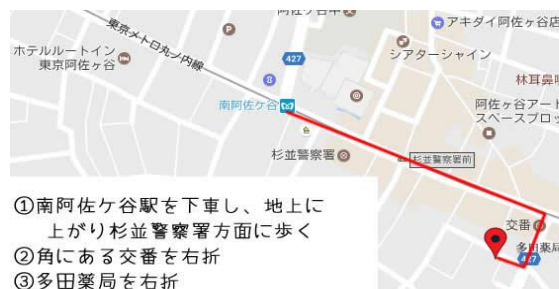 阿佐ケ谷中
アキダイ阿佐ヶ谷店
東京メトロ丸ノ内線
P
ホテルルートイン
東京阿佐ヶ谷
427
シアターシャイン
林耳鼻
南阿佐ケ谷
阿佐ヶ谷アート
スペースブロッ
杉並警察署
杉並警察署前
交番
多田薬局
427
①南阿佐ケ谷駅を下車し、地上に
上がり杉並警察署方面に歩く
②角にある交番を右折
③多田薬局を右折